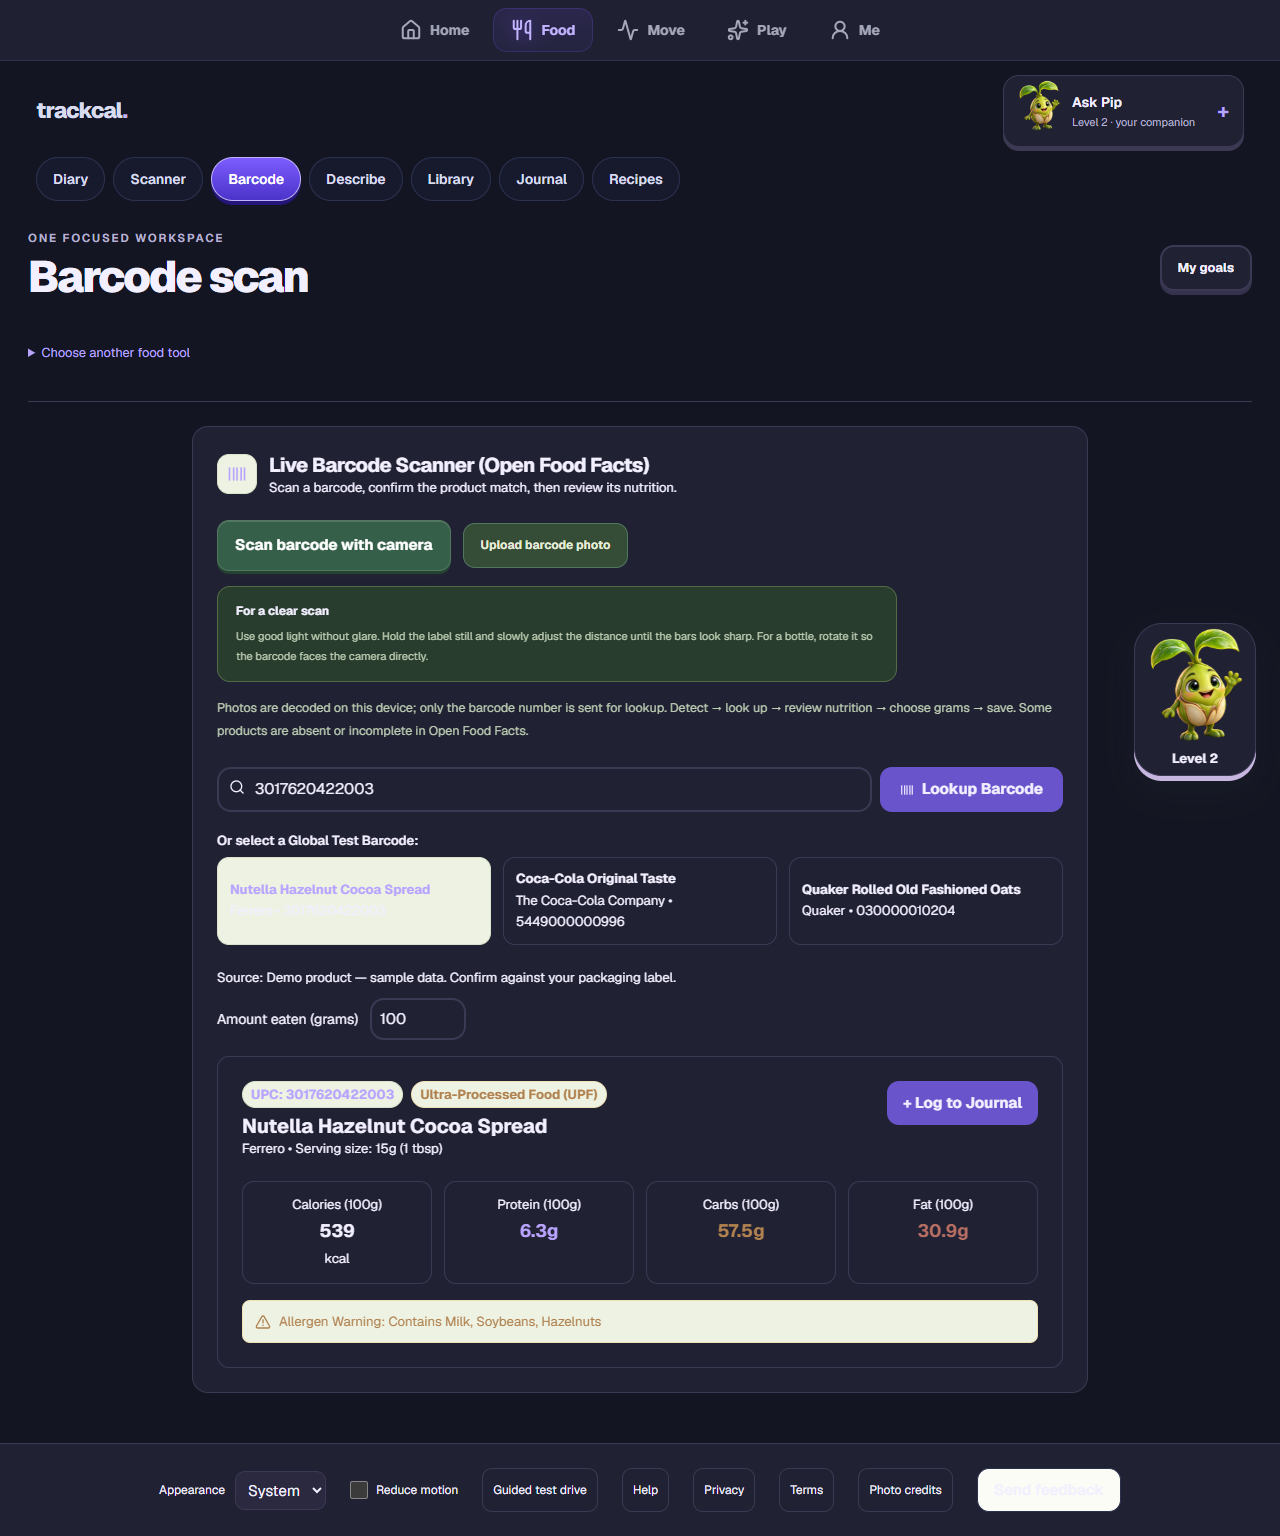 Home
Food
Move
Play
Me
trackcal.
Ask Pip
Level 2 · your companion
+
Diary
Scanner
Barcode
Describe
Library
Journal
Recipes
ONE FOCUSED WORKSPACE
Barcode scan
My goals
Choose another food tool
Live Barcode Scanner (Open Food Facts)
Scan a barcode, confirm the product match, then review its nutrition.
Scan barcode with camera
Upload barcode photo
For a clear scan
Use good light without glare. Hold the label still and slowly adjust the distance until the bars look sharp. For a bottle, rotate it so
the barcode faces the camera directly.
Photos are decoded on this device; only the barcode number is sent for lookup. Detect → look up → review nutrition → choose grams → save. Some
products are absent or incomplete in Open Food Facts.
Level 2
3017620422003
Lookup Barcode
Or select a Global Test Barcode:
Nutella Hazelnut Cocoa Spread
Coca-Cola Original Taste
The Coca-Cola Company •
5449000000996
Quaker Rolled Old Fashioned Oats
Quaker • 030000010204
Source: Demo product — sample data. Confirm against your packaging label.
Amount eaten (grams)
100
UPC: 3017620422003
Ultra-Processed Food (UPF)
+ Log to Journal
Nutella Hazelnut Cocoa Spread
Ferrero • Serving size: 15g (1 tbsp)
Calories (100g)
539
kcal
Protein (100g)
6.3g
Carbs (100g)
57.5g
Fat (100g)
30.9g
Allergen Warning: Contains Milk, Soybeans, Hazelnuts
Appearance
System
Reduce motion
Guided test drive
Help
Privacy
Terms
Photo credits
Send feedback